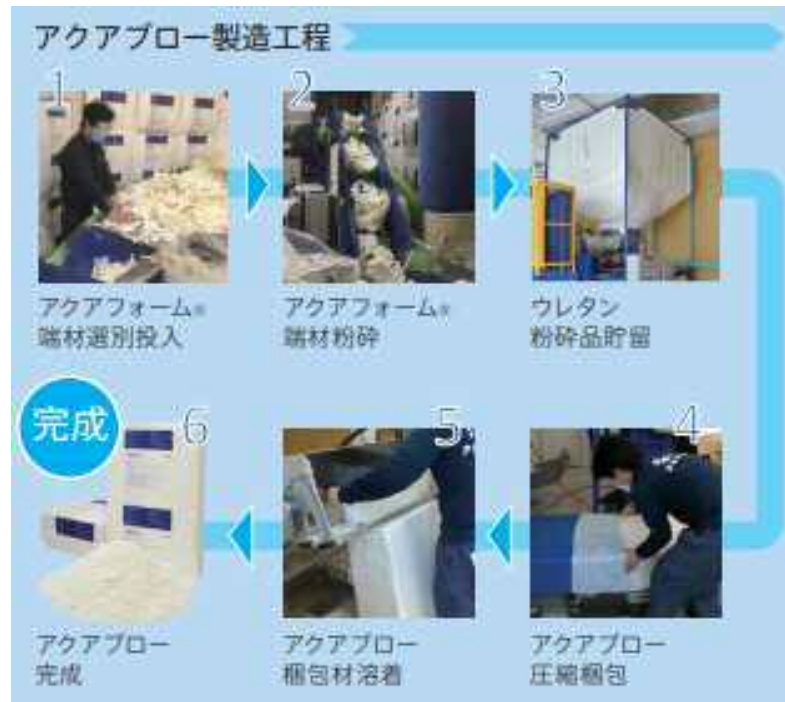 アクアブロー製造工程
1
アクアフォーム®
端材選別投入
2
アクアフォーム®
端材粉砕
3
ウレタン
粉砕品貯留
4
アクアブロー
圧縮梱包
5
アクアブロー
梱包材溶着
6
完成
アクアブロー
完成